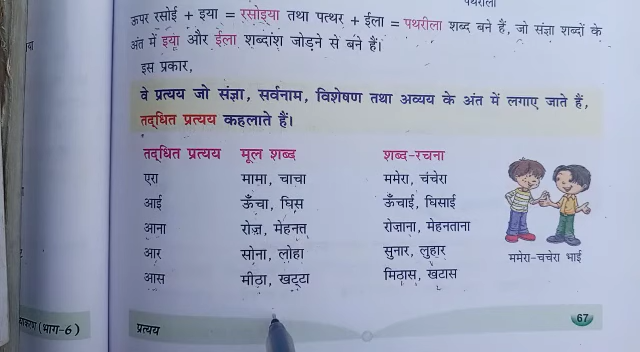 पथरीला
ऊपर रसोई + इया = रसोइया तथा पत्थर + ईला = पथरीला शब्द बने हैं, जो संज्ञा शब्दों के
अंत में इया और ईला शब्दांश जोड़ने से बने हैं।
इस प्रकार,
वे प्रत्यय जो संज्ञा, सर्वनाम, विशेषण तथा अव्यय के अंत में लगाए जाते हैं,
तद्धित प्रत्यय कहलाते हैं।
तद्धित प्रत्यय मूल शब्द शब्द-रचना
एरा मामा, चाचा ममेरा, चचेरा
आई ऊँचा, घिस ऊँचाई, घिसाई
आना रोज़, मेहनत रोज़ाना, मेहनताना
आर सोना, लोहा सुनार, लुहार
आस मीठा, खट्टा मिठास, खटास
ममेरा-चचेरा भाई
(भाग-6)
प्रत्यय
67